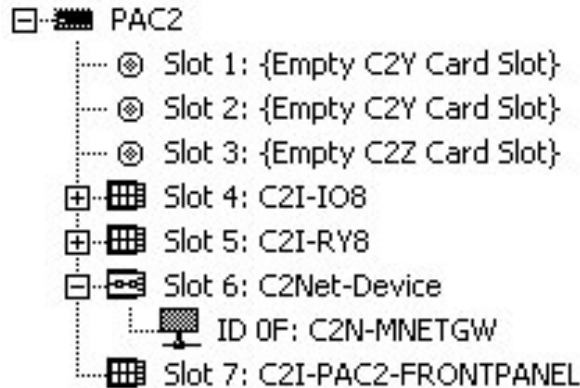 PAC2
Slot 1: {Empty C2Y Card Slot}
Slot 2: {Empty C2Y Card Slot}
Slot 3: {Empty C2Z Card Slot}
Slot 4: C2I-IO8
Slot 5: C2I-RY8
Slot 6: C2Net-Device
ID 0F: C2N-MNETGW
Slot 7: C2I-PAC2-FRONTPANEL